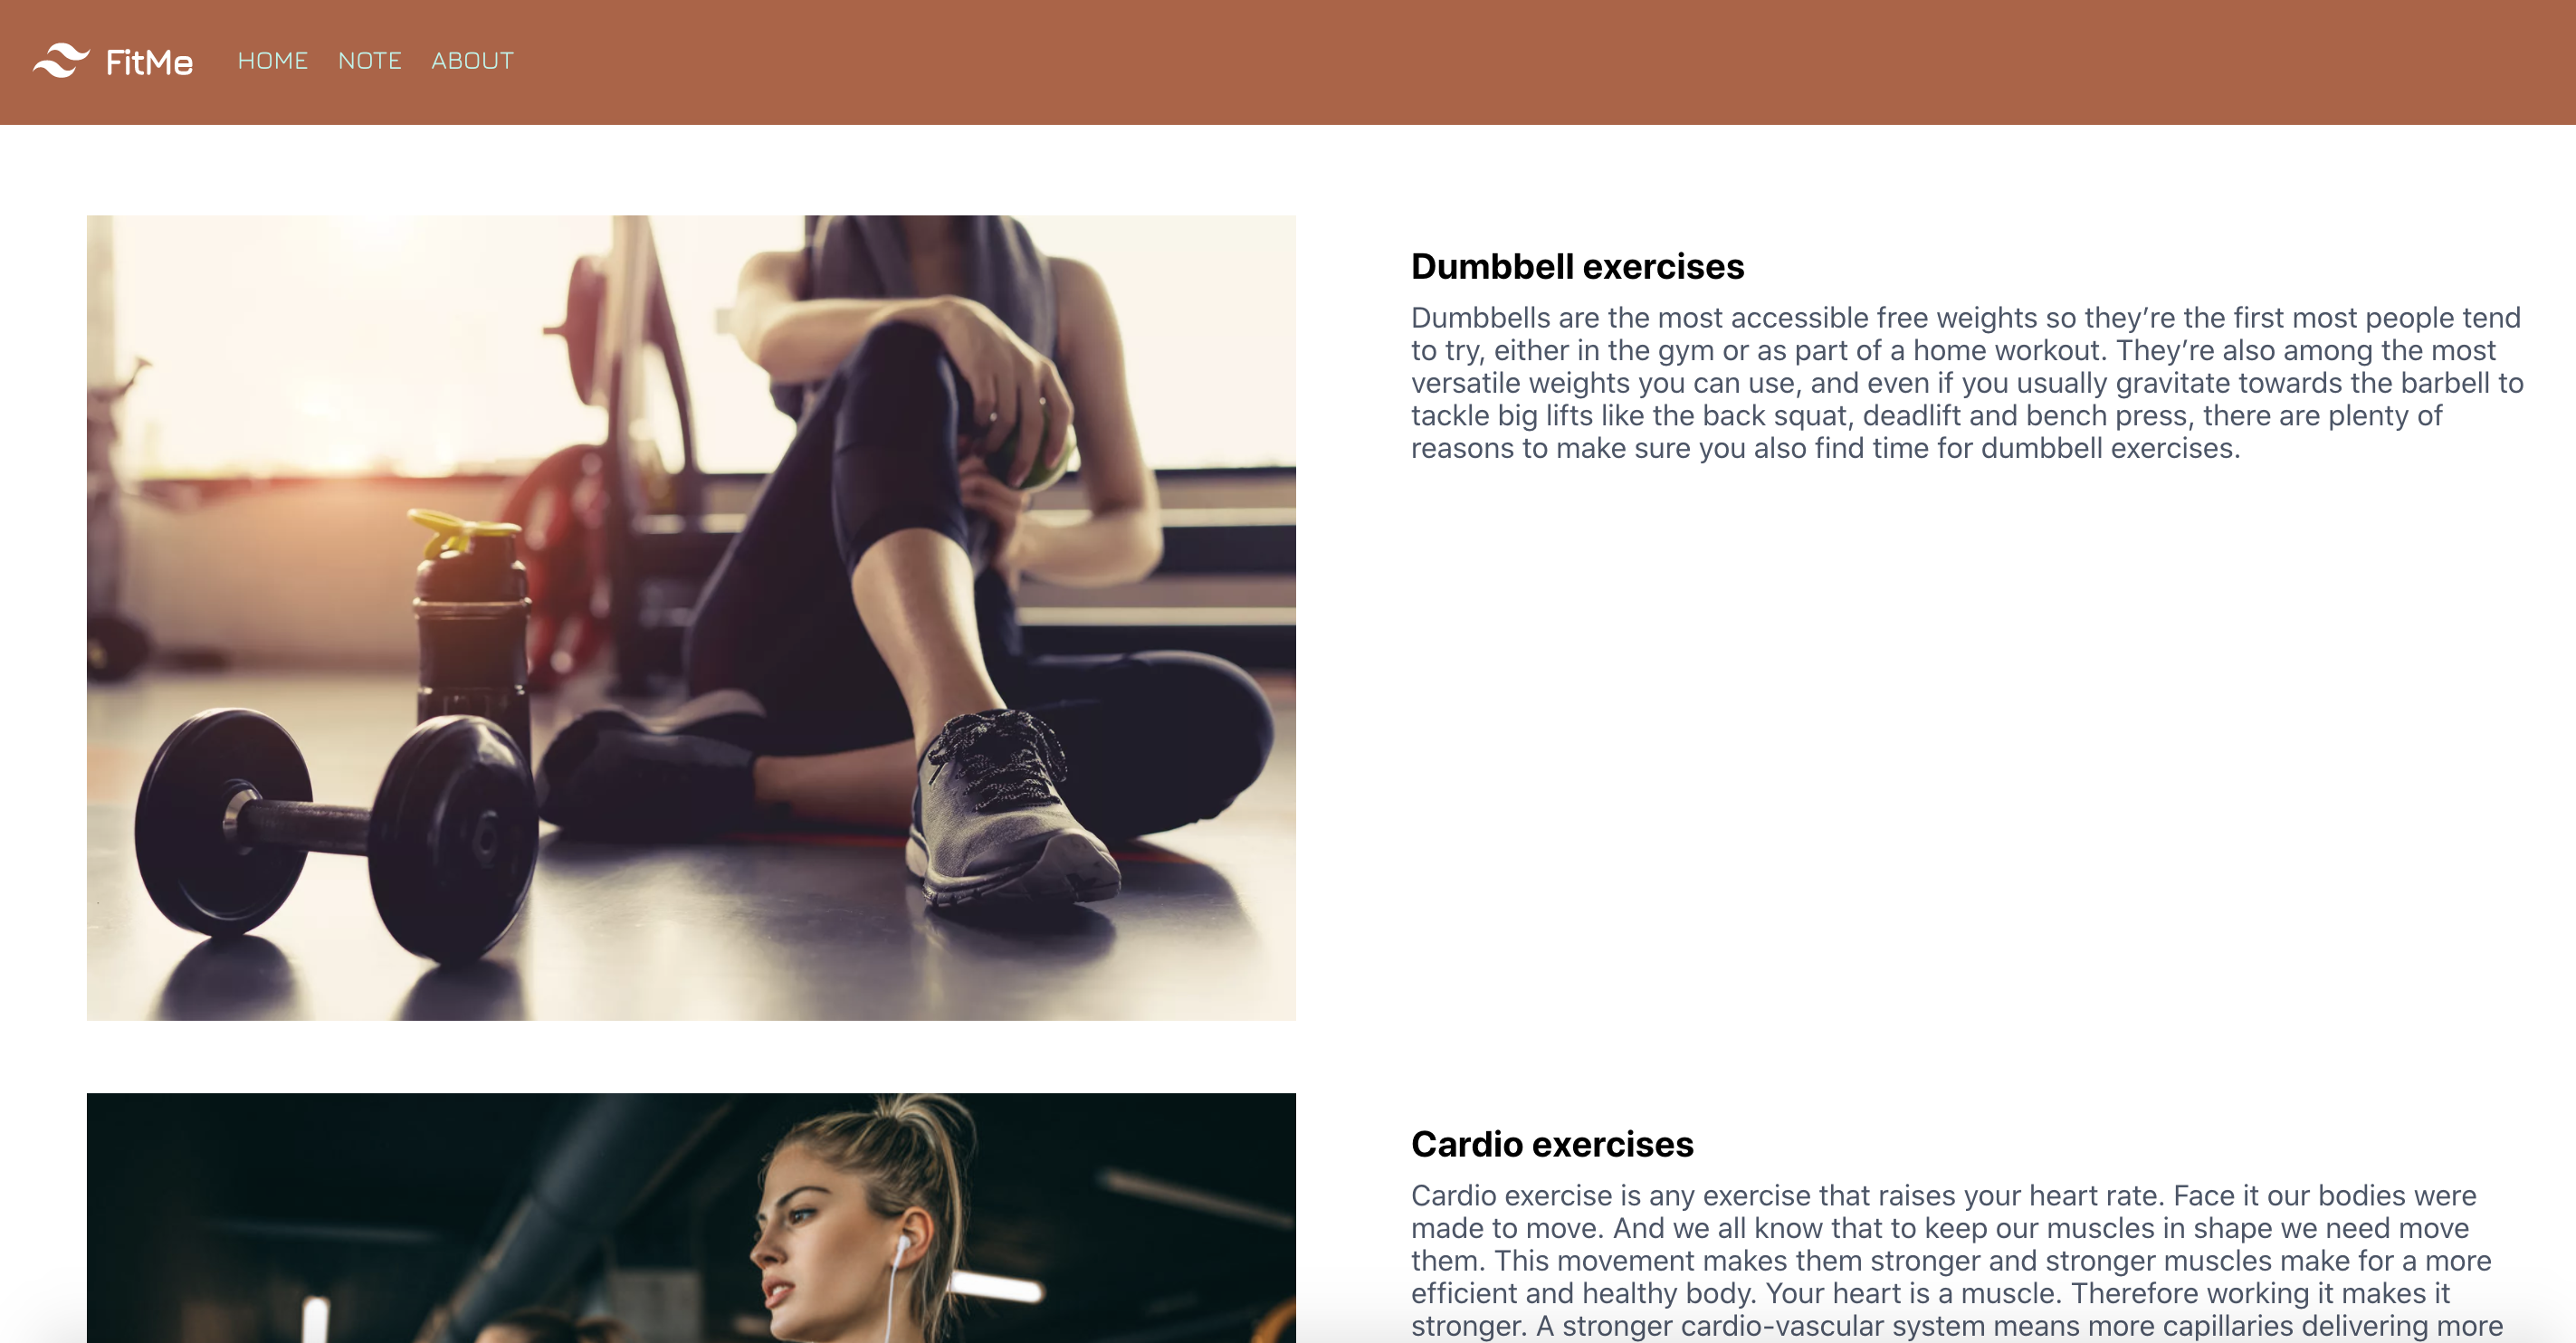 FitMe HOME NOTE ABOUT
Dumbbell exercises
Dumbbells are the most accessible free weights so they’re the first most people tend
to try, either in the gym or as part of a home workout. They’re also among the most
versatile weights you can use, and even if you usually gravitate towards the barbell to
tackle big lifts like the back squat, deadlift and bench press, there are plenty of
reasons to make sure you also find time for dumbbell exercises.
Cardio exercises
Cardio exercise is any exercise that raises your heart rate. Face it our bodies were
made to move. And we all know that to keep our muscles in shape we need move
them. This movement makes them stronger and stronger muscles make for a more
efficient and healthy body. Your heart is a muscle. Therefore working it makes it
stronger. A stronger cardio-vascular system means more capillaries delivering more